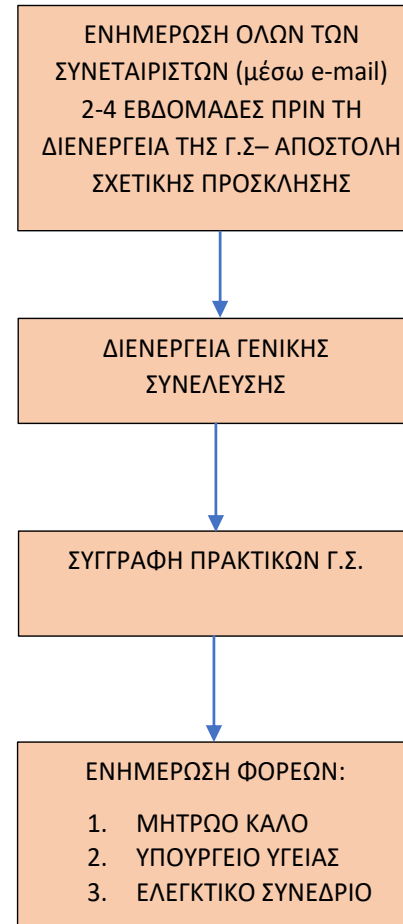 ΕΝΗΜΕΡΩΣΗ ΟΛΩΝ ΤΩΝ
ΣΥΝΕΤΑΙΡΙΣΤΩΝ (μέσω e-mail)
2-4 ΕΒΔΟΜΑΔΕΣ ΠΡΙΝ ΤΗ
ΔΙΕΝΕΡΓΕΙΑ ΤΗΣ Γ.Σ– ΑΠΟΣΤΟΛΗ
ΣΧΕΤΙΚΗΣ ΠΡΟΣΚΛΗΣΗΣ
ΔΙΕΝΕΡΓΕΙΑ ΓΕΝΙΚΗΣ
ΣΥΝΕΛΕΥΣΗΣ
ΣΥΓΓΡΑΦΗ ΠΡΑΚΤΙΚΩΝ Γ.Σ.
ΕΝΗΜΕΡΩΣΗ ΦΟΡΕΩΝ:
1. ΜΗΤΡΩΟ ΚΑΛΟ
2. ΥΠΟΥΡΓΕΙΟ ΥΓΕΙΑΣ
3. ΕΛΕΓΚΤΙΚΟ ΣΥΝΕΔΡΙΟ